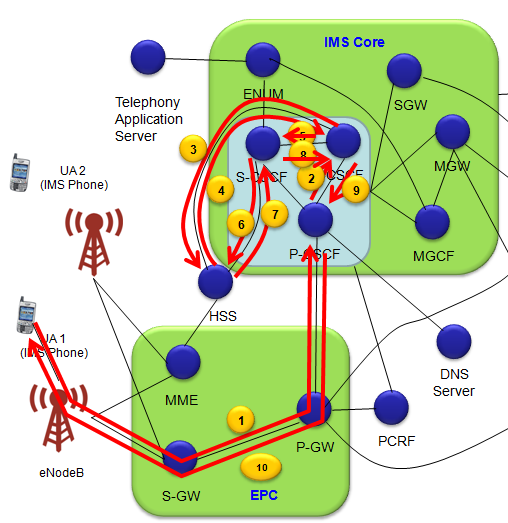 IMS Core
ENUM
SGW
Telephony
Application
Server
MGW
5
3
8
UA 2
(IMS Phone)
S-CSCF
CSCF
2
9
4
6
7
P-CSCF
MGCF
HSS
UA 1
(IMS Phone)
DNS
Server
MME
1
PCRF
P-GW
eNodeB
10
S-GW
EPC